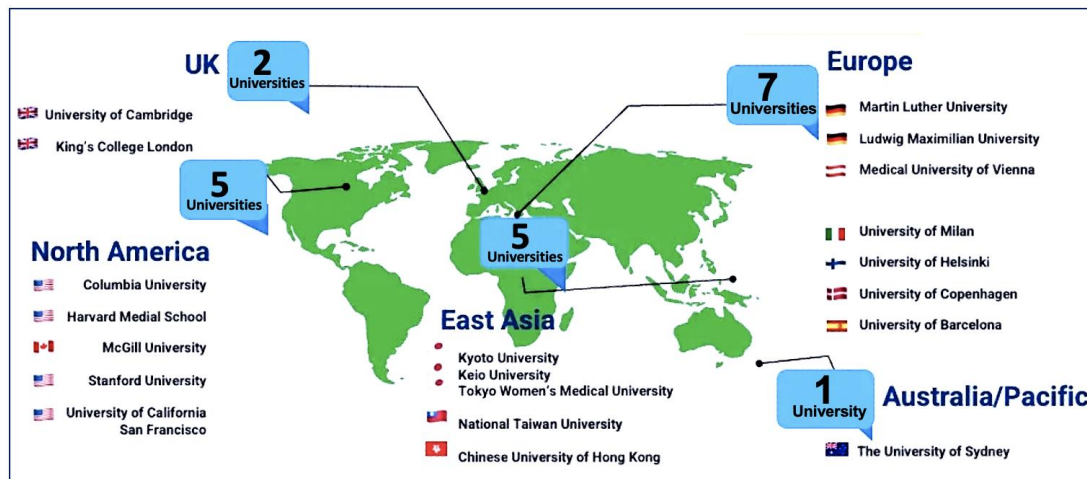 UK
2
Universities
University of Cambridge
King's College London
5
Universities
North America
Columbia University
Harvard Medial School
McGill University
Stanford University
University of California
San Francisco
5
Universities
East Asia
Kyoto University
Keio University
Tokyo Women's Medical University
National Taiwan University
Chinese University of Hong Kong
7
Universities
Europe
Martin Luther University
Ludwig Maximilian University
Medical University of Vienna
University of Milan
University of Helsinki
University of Copenhagen
University of Barcelona
1
University
Australia/Pacific
The University of Sydney